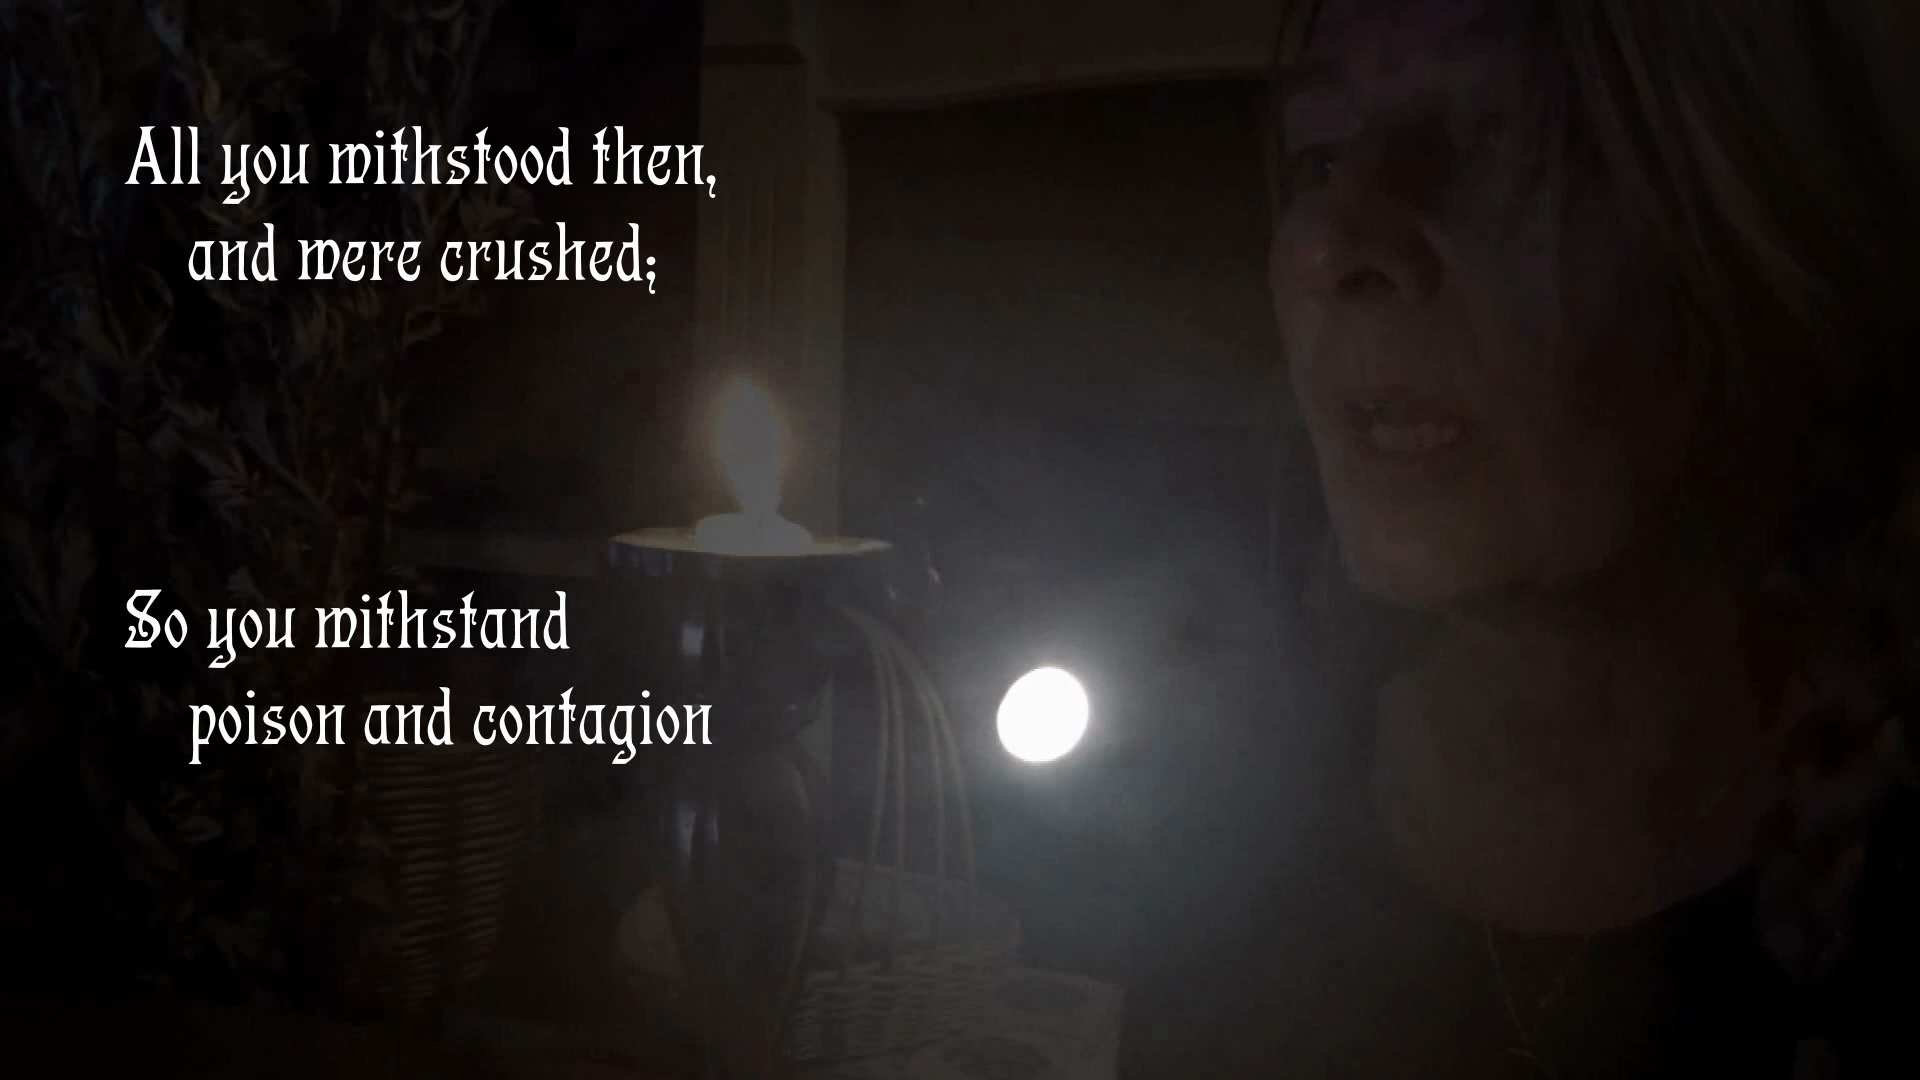 All you withstood then,
and were crushed;
So you withstand
poison and contagion